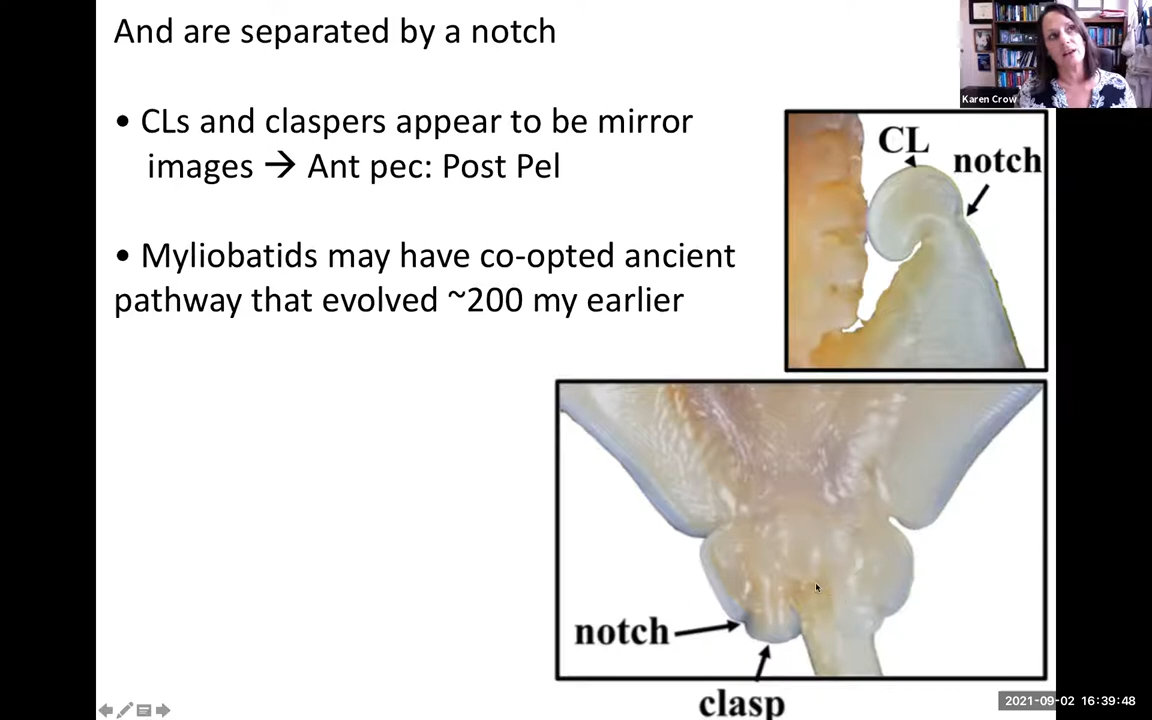 And are separated by a notch
Karen Crow
• CLs and claspers appear to be mirror
images → Ant pec: Post Pel
CL
notch
• Myliobatids may have co-opted ancient
pathway that evolved ~200 my earlier
notch
clasp
2021-09-02 16:39:48